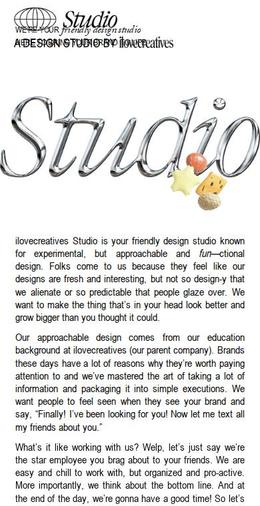 Studio
WE'RE YOUR friendly design studio
A DESIGN STUDIO BY ilovecreatives
Studio
ilovecreatives Studio is your friendly design studio known
for experimental, but approachable and fun—ctional
design. Folks come to us because they feel like our
designs are fresh and interesting, but not so design-y that
we alienate or so predictable that people glaze over. We
want to make the thing that's in your head look better and
grow bigger than you thought it could.
Our approachable design comes from our education
background at ilovecreatives (our parent company). Brands
these days have a lot of reasons why they're worth paying
attention to and we've mastered the art of taking a lot of
information and packaging it into simple executions. We
want people to feel seen when they see your brand and
say, "Finally! I've been looking for you! Now let me text all
my friends about you."
What's it like working with us? Welp, let's just say we're
the star employee you brag about to your friends. We are
easy and chill to work with, but organized and pro-active.
More importantly, we think about the bottom line. And at
the end of the day, we're gonna have a good time! So let's